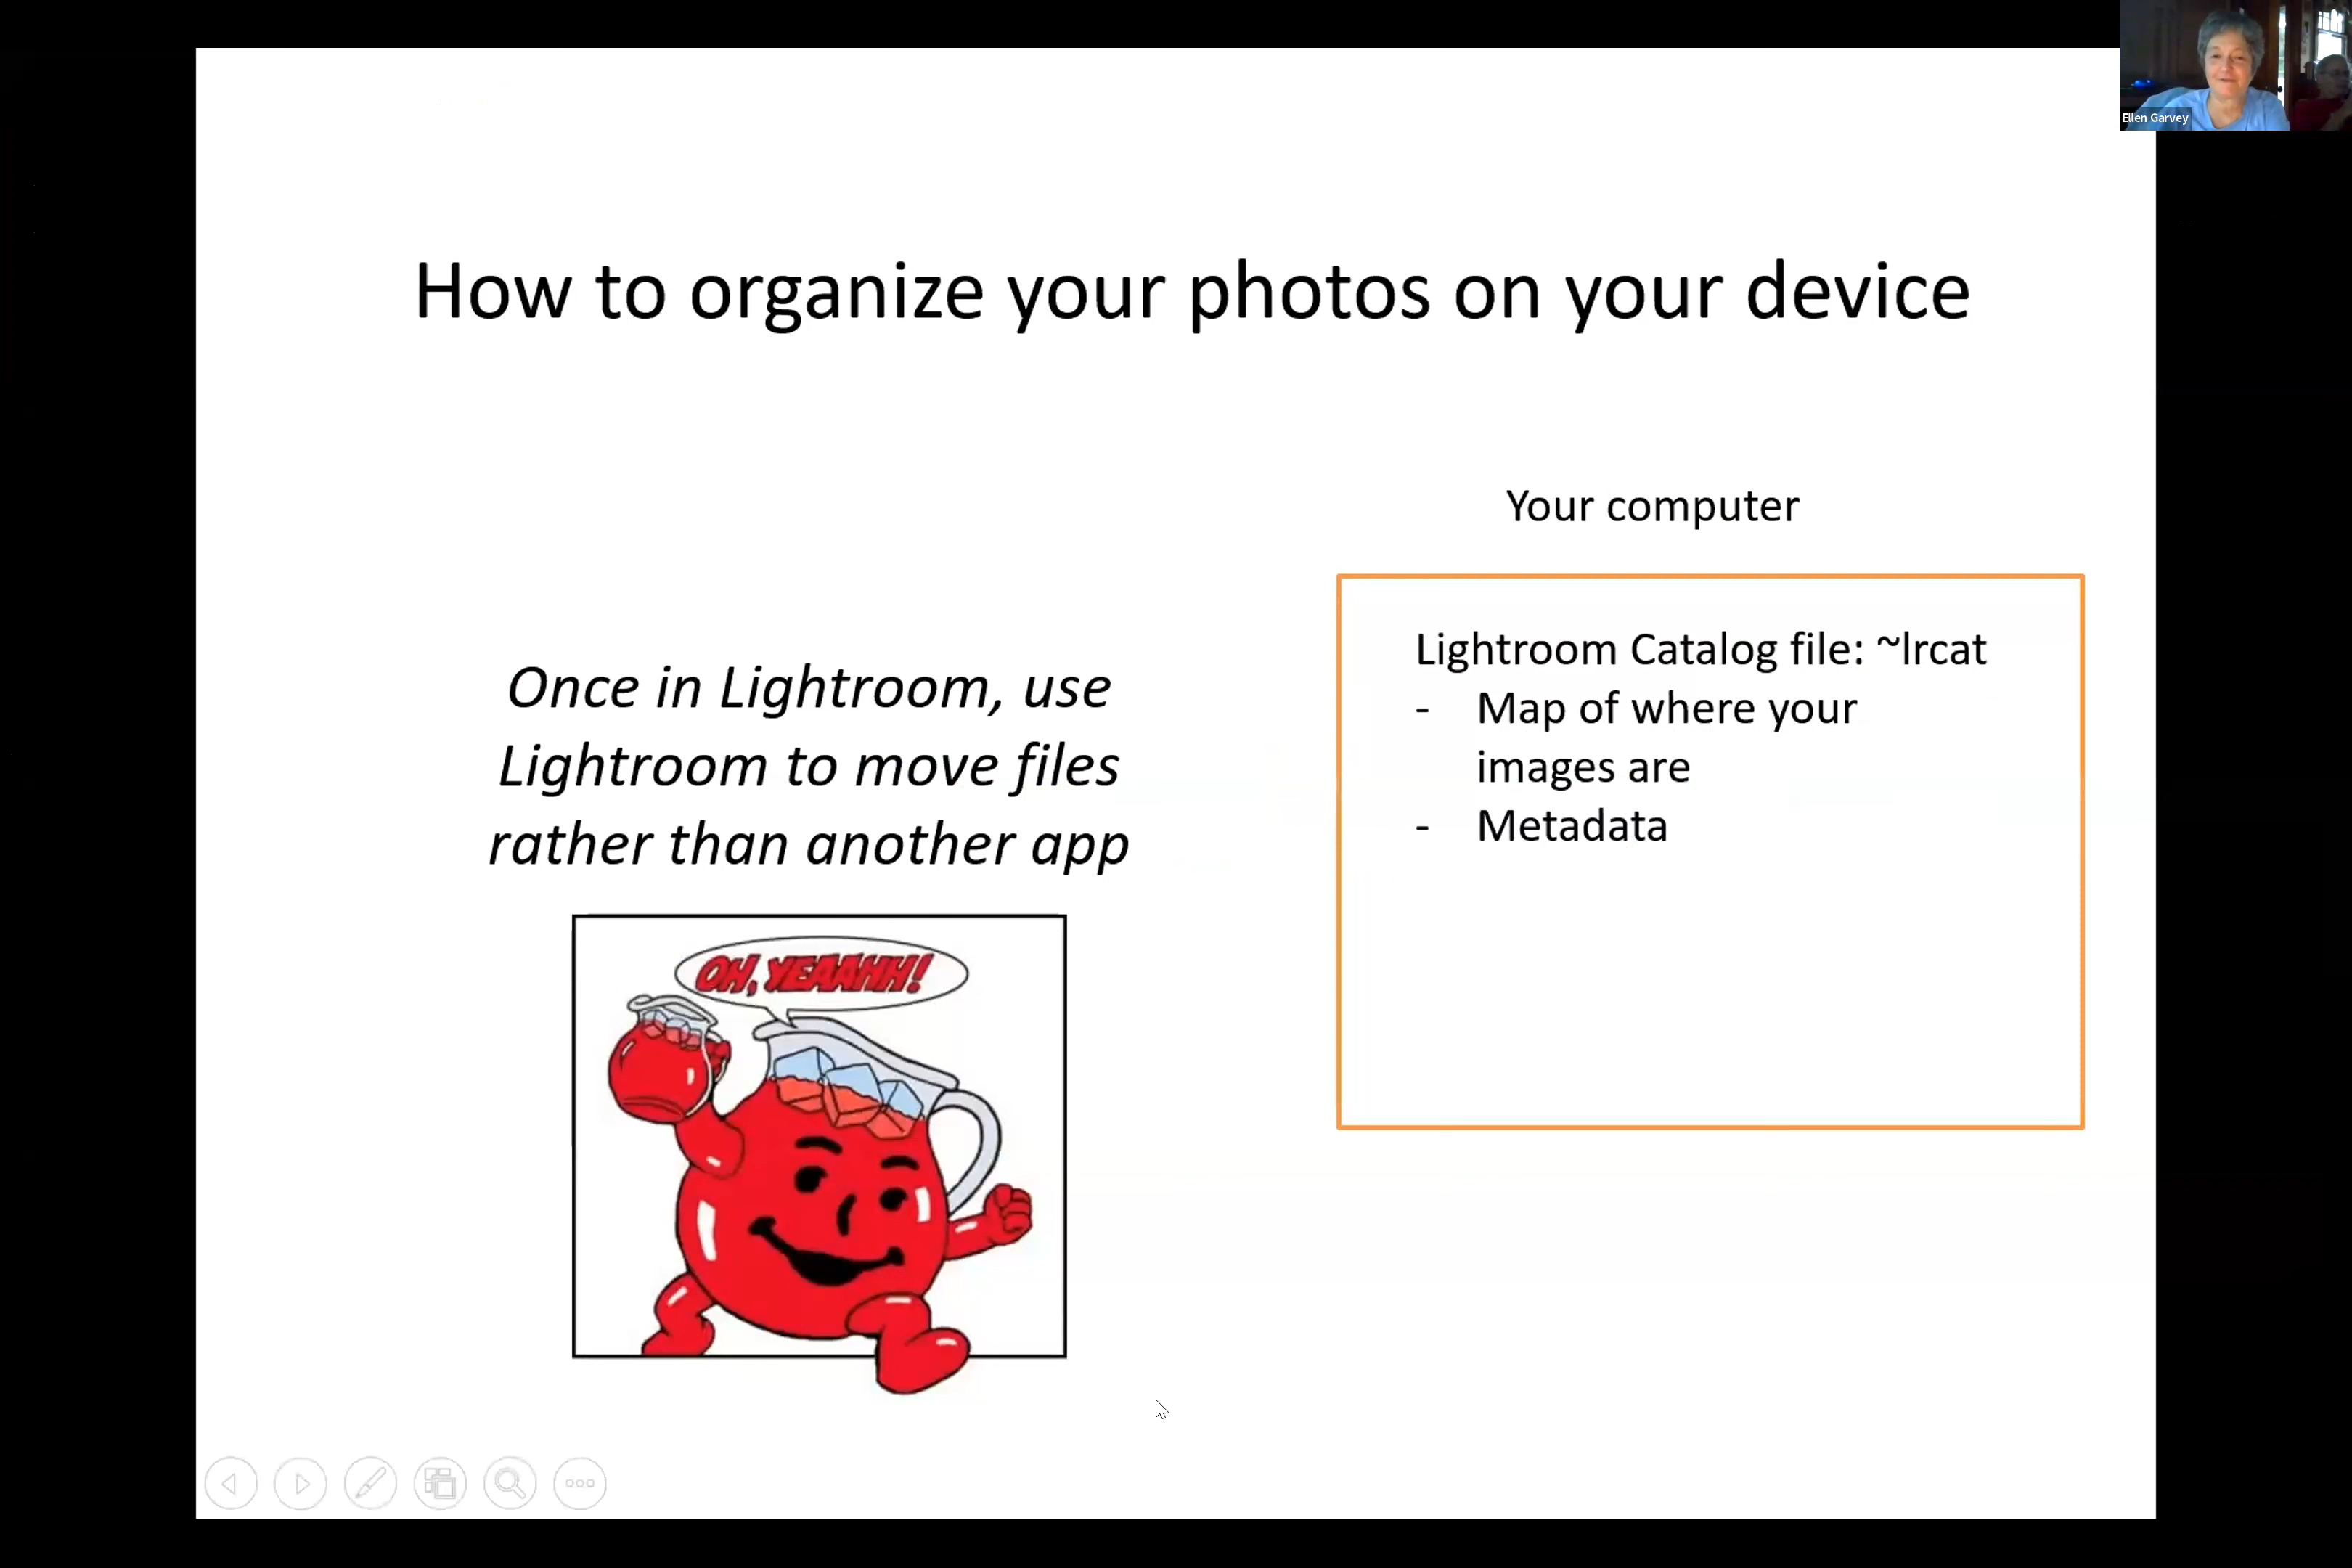 Ellen Garvey
How to organize your photos on your device
Once in Lightroom, use
Lightroom to move files
rather than another app
OH, YEAAHH!
Your computer
Lightroom Catalog file: ~lrcat
- Map of where your
images are
- Metadata